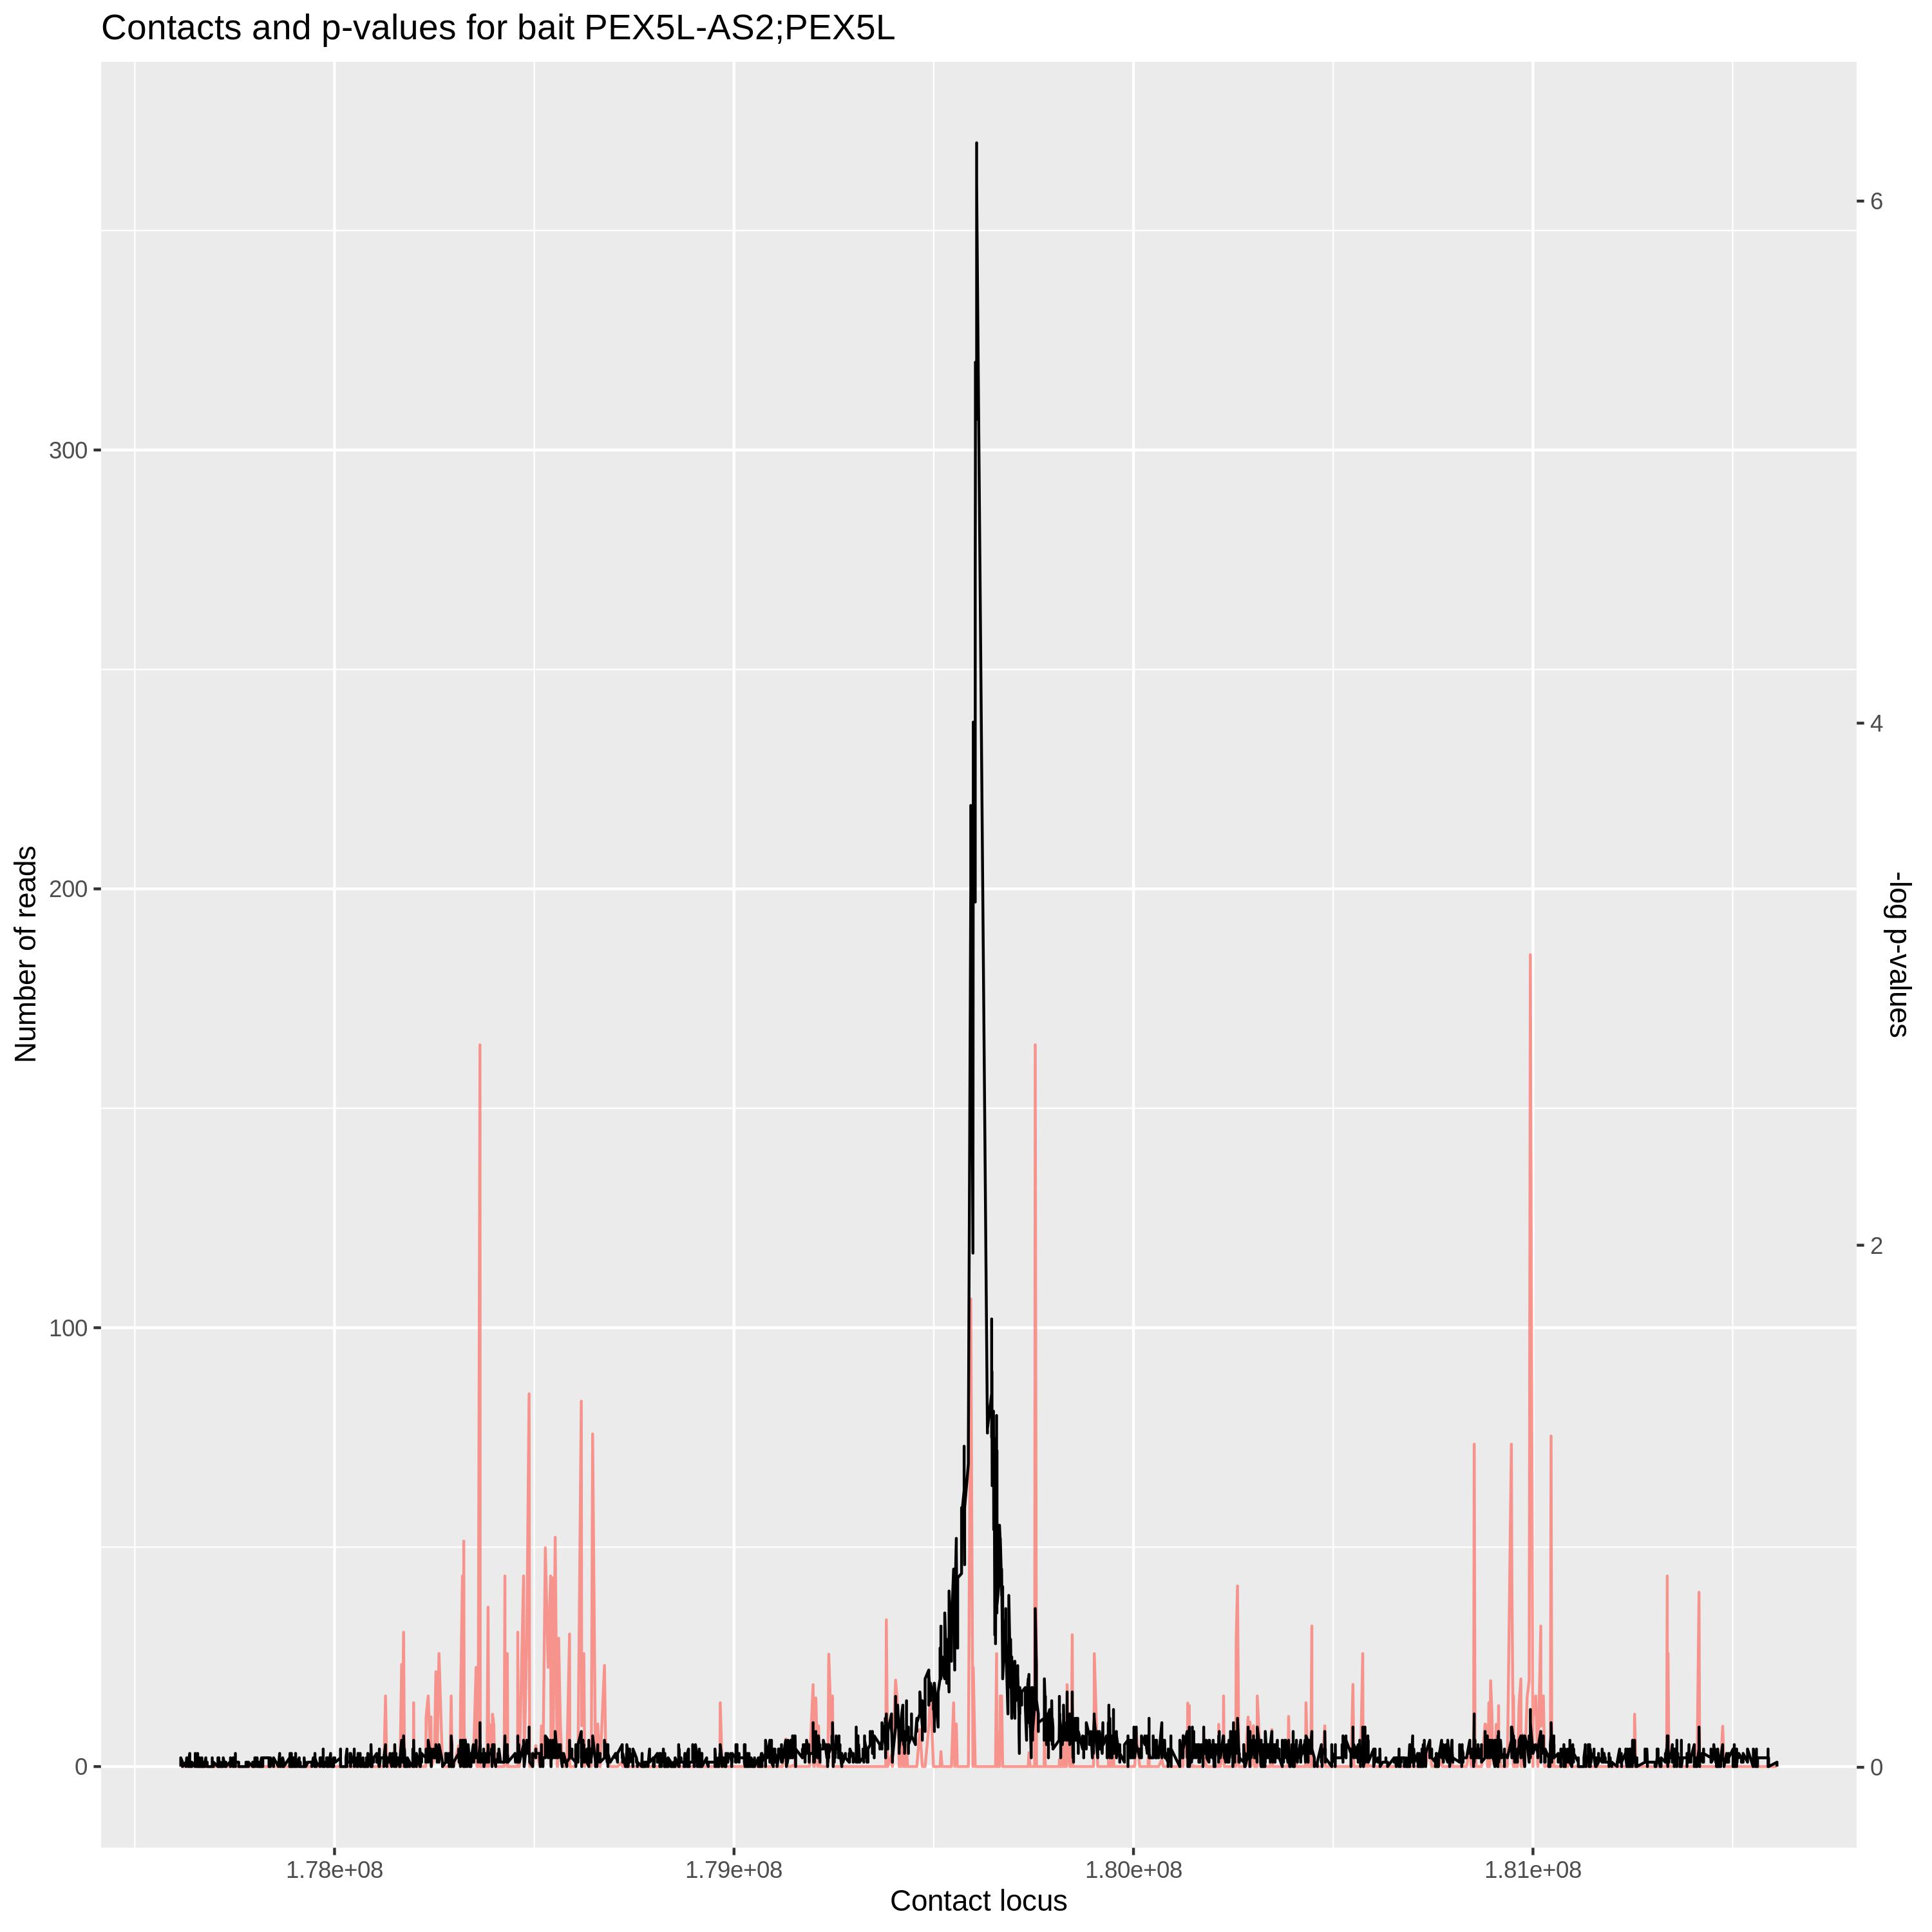 Contacts and p-values for bait PEX5L-AS2;PEX5L
Number of reads
300
200
100
0
6
4
2
0
-log p-values
1.78e+08
1.79e+08
1.80e+08
1.81e+08
Contact locus